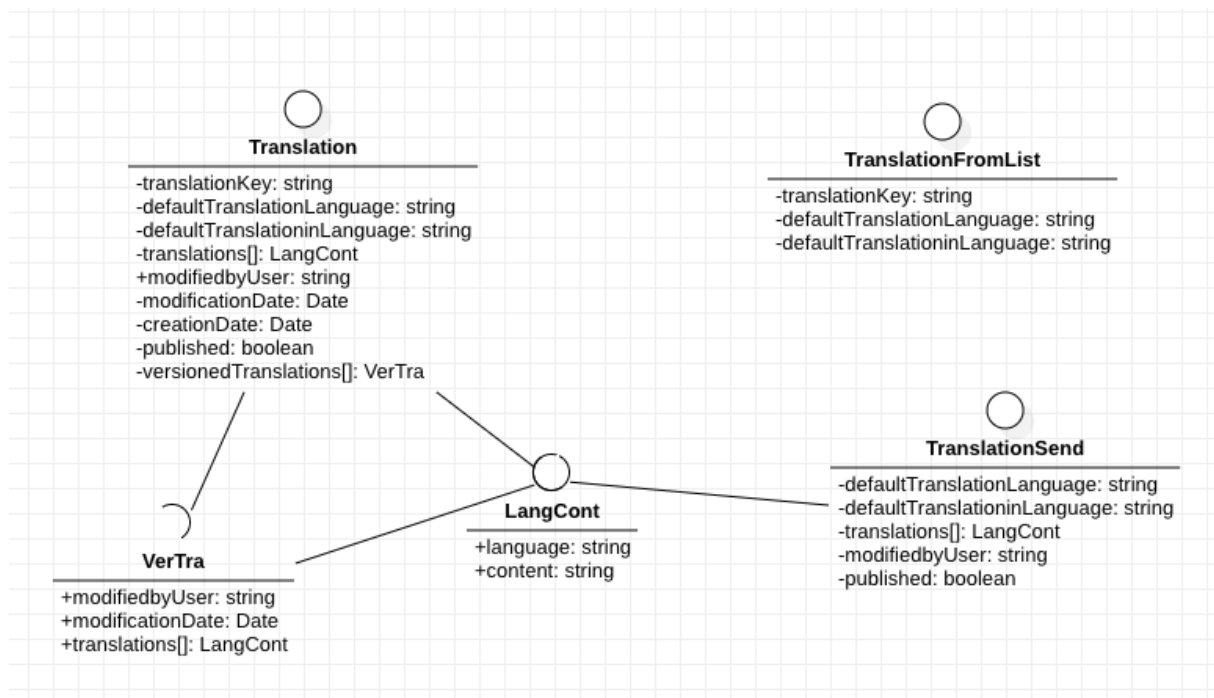 Translation
-translationKey: string
-defaultTranslationLanguage: string
-defaultTranslationinLanguage: string
-translations[]: LangCont
+modifiedbyUser: string
-modificationDate: Date
-creationDate: Date
-published: boolean
-versionedTranslations[]: VerTra
TranslationFromList
-translationKey: string
-defaultTranslationLanguage: string
-defaultTranslationinLanguage: string
VerTra
+modifiedbyUser: string
+modificationDate: Date
+translations[]: LangCont
LangCont
+language: string
+content: string
TranslationSend
-defaultTranslationLanguage: string
-defaultTranslationinLanguage: string
-translations[]: LangCont
-modifiedbyUser: string
-published: boolean